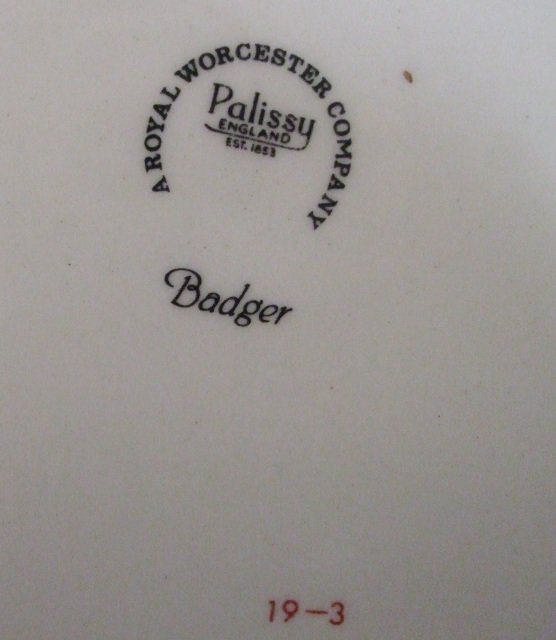 A ROYAL WORCESTER COMPANY
Palissy
ENGLAND
EST. 1853
Badger
19-3